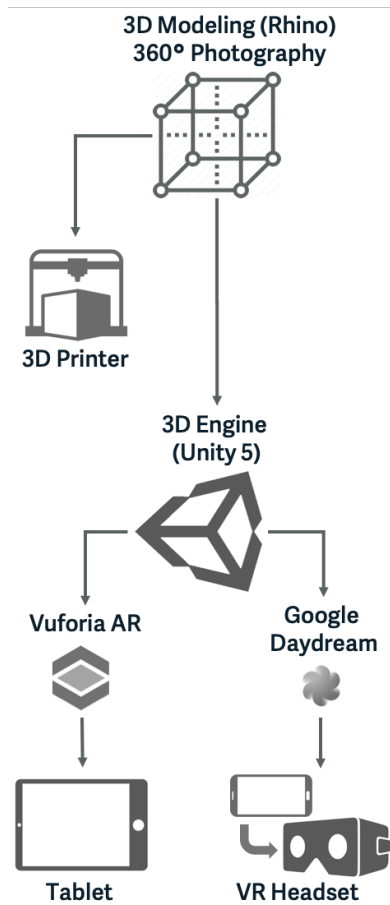 3D Modeling (Rhino)
360° Photography
3D Printer
3D Engine
(Unity 5)
Vuforia AR
Google
Daydream
Tablet
VR Headset